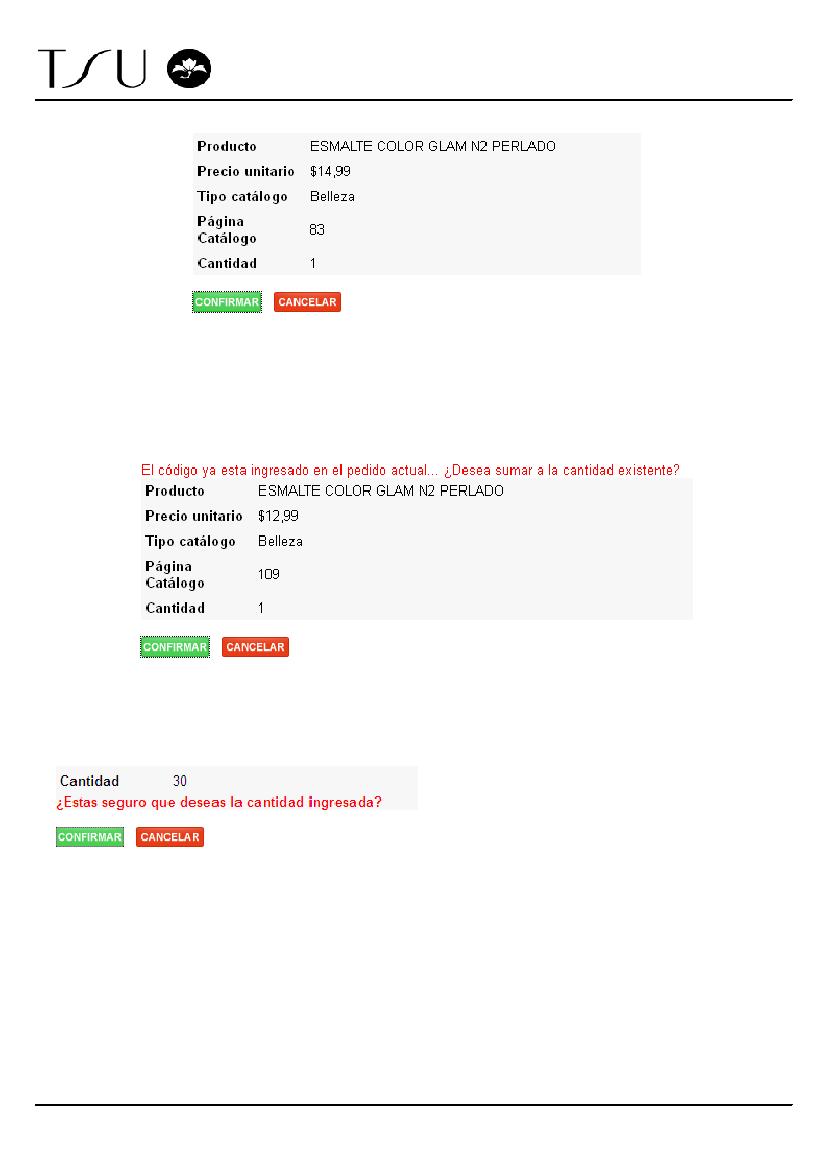 TSU
Producto ESMALTE COLOR GLAM N2 PERLADO
Precio unitario $14,99
Tipo catálogo Belleza
Página
Catálogo 83
Cantidad 1
CONFIRMAR CANCELAR
El código ya esta ingresado en el pedido actual... ¿Desea sumar a la cantidad existente?
Producto ESMALTE COLOR GLAM N2 PERLADO
Precio unitario $12,99
Tipo catálogo Belleza
Página
Catálogo 109
Cantidad 1
CONFIRMAR CANCELAR
Cantidad 30
¿Estas seguro que deseas la cantidad ingresada?
CONFIRMAR CANCELAR